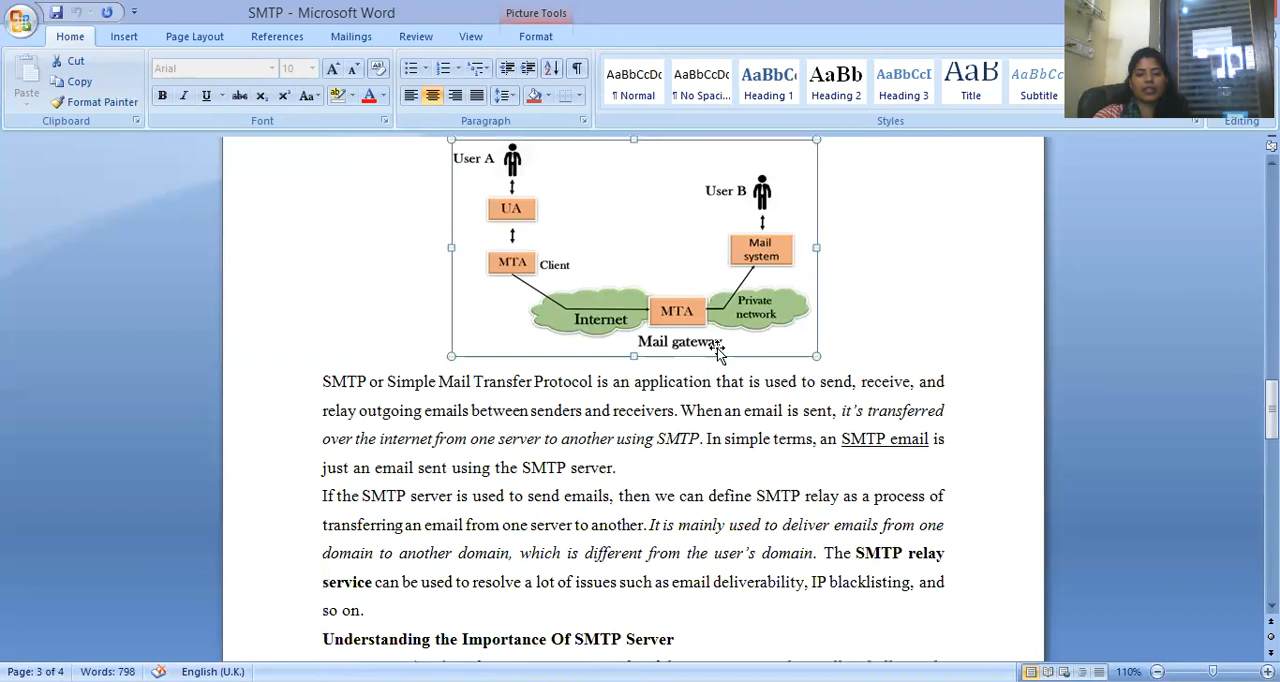 SMTP - Microsoft Word
Picture Tools
Home
Insert
Page Layout
References
Mailings
Review
View
Format
Paste
Cut
Copy
Format Painter
Clipboard
Arial
10
Font
Paragraph
AaBbCcDc
¶ Normal
AaBbCcDc
¶ No Spaci...
AaBbC
Heading 1
AaBb
Heading 2
AaBbCcI
Heading 3
AaB
Title
AaBbCc
Subtitle
Styles
Editing
User A
UA
MTA
Client
Internet
MTA
Mail gateway
Private
network
Mail
system
User B
SMTP or Simple Mail Transfer Protocol is an application that is used to send, receive, and
relay outgoing emails between senders and receivers. When an email is sent, it’s transferred
over the internet from one server to another using SMTP. In simple terms, an SMTP email is
just an email sent using the SMTP server.
If the SMTP server is used to send emails, then we can define SMTP relay as a process of
transferring an email from one server to another. It is mainly used to deliver emails from one
domain to another domain, which is different from the user’s domain. The SMTP relay
service can be used to resolve a lot of issues such as email deliverability, IP blacklisting, and
so on.
Understanding the Importance Of SMTP Server
Page: 3 of 4
Words: 798
English (U.K.)
110%